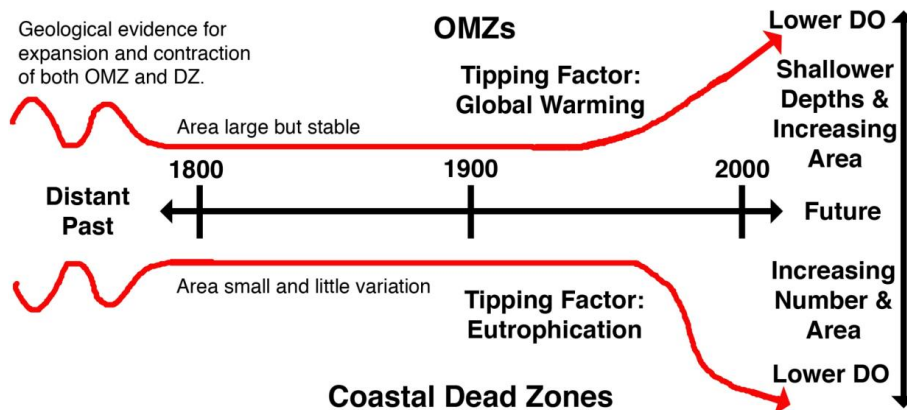 Geological evidence for
expansion and contraction
of both OMZ and DZ.
OMZs
Lower DO
Tipping Factor:
Global Warming
Shallower
Depths &
Increasing
Area
Area large but stable
1800
1900
2000
Distant
Past
Future
Area small and little variation
Tipping Factor:
Eutrophication
Increasing
Number &
Area
Lower DO
Coastal Dead Zones